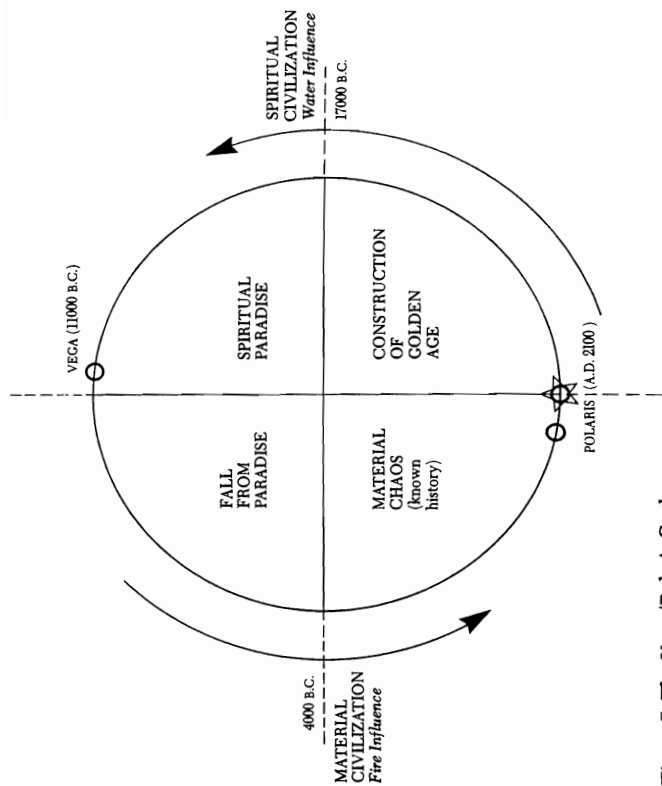 SPIRITUAL
CIVILIZATION
Water Influence
17000 B.C.
VEGA (11000 B.C.)
SPIRITUAL
PARADISE
FALL
FROM
PARADISE
CONSTRUCTION
OF
GOLDEN
AGE
MATERIAL
CHAOS
(known
history)
4000 B.C.
MATERIAL
CIVILIZATION
Fire Influence
POLARIS (A.D. 2100)